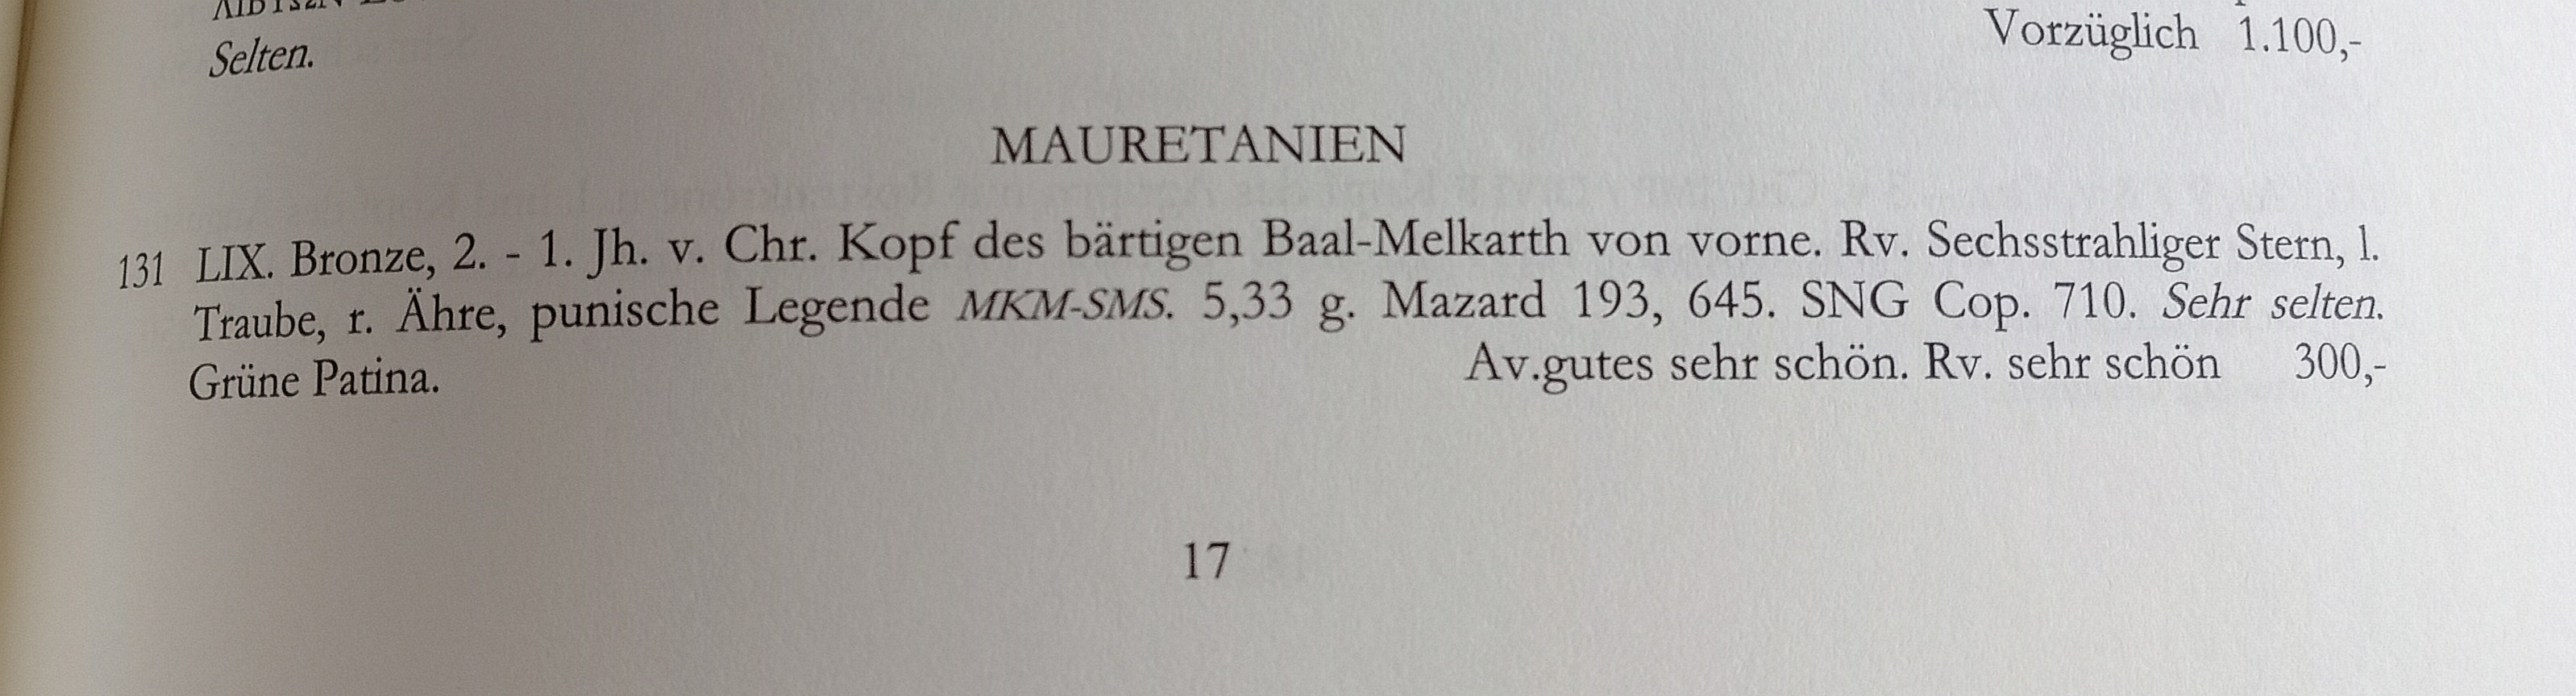 Vorzüglich 1.100,-
Selten.
MAURETANIEN
131 LIX. Bronze, 2. - 1. Jh. v. Chr. Kopf des bärtigen Baal-Melkarth von vorne. Rv. Sechsstrahliger Stern, l.
Traube, r. Ähre, punische Legende MKM-SMS. 5,33 g. Mazard 193, 645. SNG Cop. 710. Sehr selten.
Grüne Patina. Av.gutes sehr schön. Rv. sehr schön 300,-
17